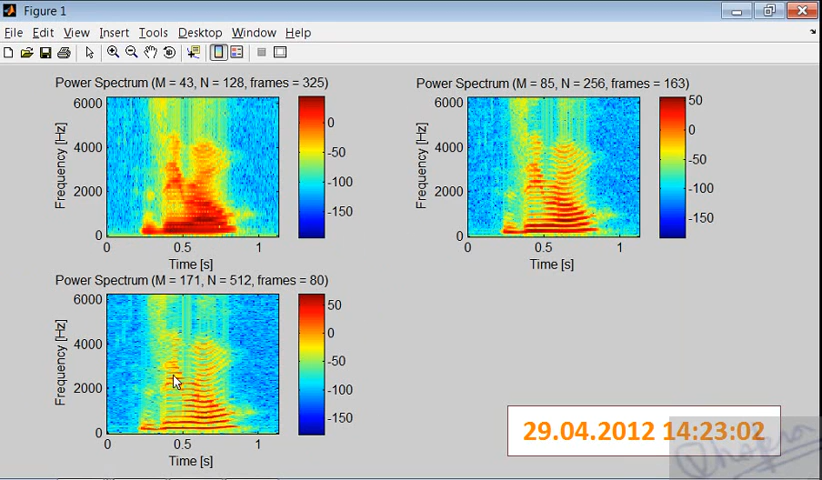 Figure 1
File Edit View Insert Tools Desktop Window Help
Power Spectrum (M = 43, N = 128, frames = 325)
6000
4000
2000
0
Frequency [Hz]
0 0.5 1
Time [s]
0
-50
-100
-150
Power Spectrum (M = 85, N = 256, frames = 163)
6000
4000
2000
0
Frequency [Hz]
0 0.5 1
Time [s]
50
0
-50
-100
-150
Power Spectrum (M = 171, N = 512, frames = 80)
6000
4000
2000
0
Frequency [Hz]
0 0.5 1
Time [s]
50
0
-50
-100
-150
29.04.2012 14:23:02